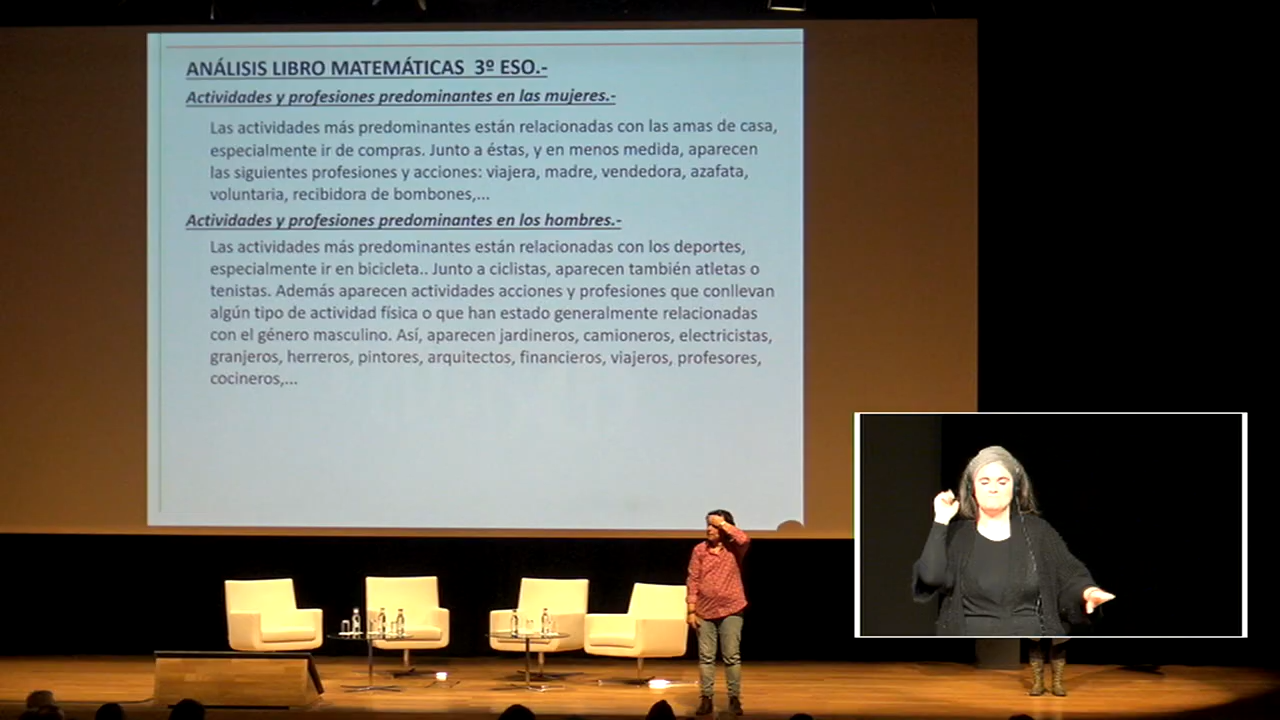 ANÁLISIS LIBRO MATEMÁTICAS 3º ESO.-
Actividades y profesiones predominantes en las mujeres.-
Las actividades más predominantes están relacionadas con las amas de casa,
especialmente ir de compras. Junto a éstas, y en menos medida, aparecen
las siguientes profesiones y acciones: viajera, madre, vendedora, azafata,
voluntaria, recibidora de bombones,...
Actividades y profesiones predominantes en los hombres.-
Las actividades más predominantes están relacionadas con los deportes,
especialmente ir en bicicleta.. Junto a ciclistas, aparecen también atletas o
tenistas. Además aparecen actividades acciones y profesiones que conllevan
algún tipo de actividad física o que han estado generalmente relacionadas
con el género masculino. Así, aparecen jardineros, camioneros, electricistas,
granjeros, herreros, pintores, arquitectos, financieros, viajeros, profesores,
cocineros,...